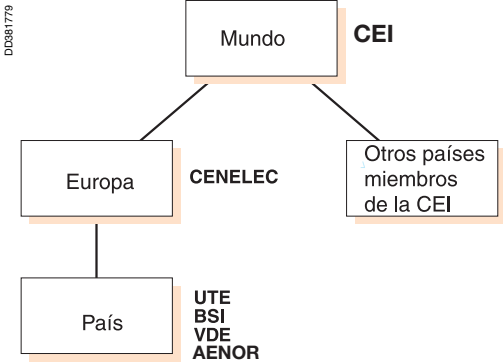 DD381779
Mundo
CEI
Europa
CENELEC
Otros países
miembros
de la CEI
País
UTE
BSI
VDE
AENOR